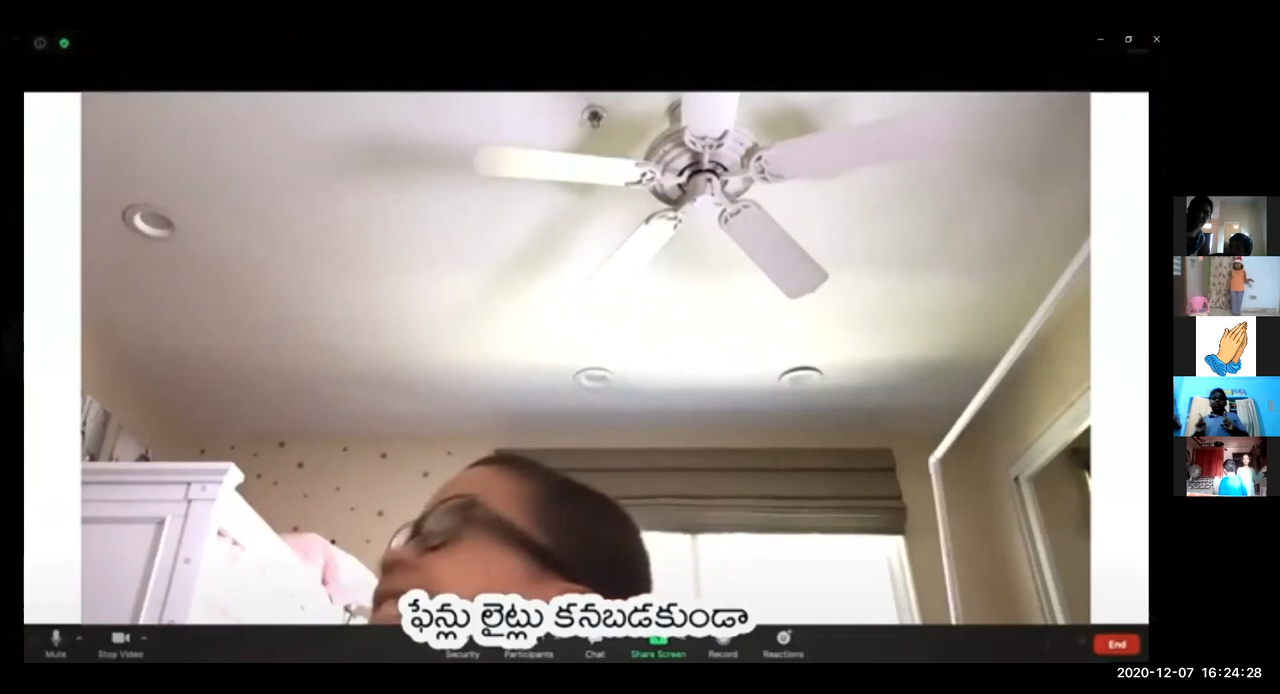 ఫేన్లు లైట్లు కనబడకుండా
Mute
Stop Video
Security
Participants
Chat
Share Screen
Record
Reactions
End
2020-12-07 16:24:28